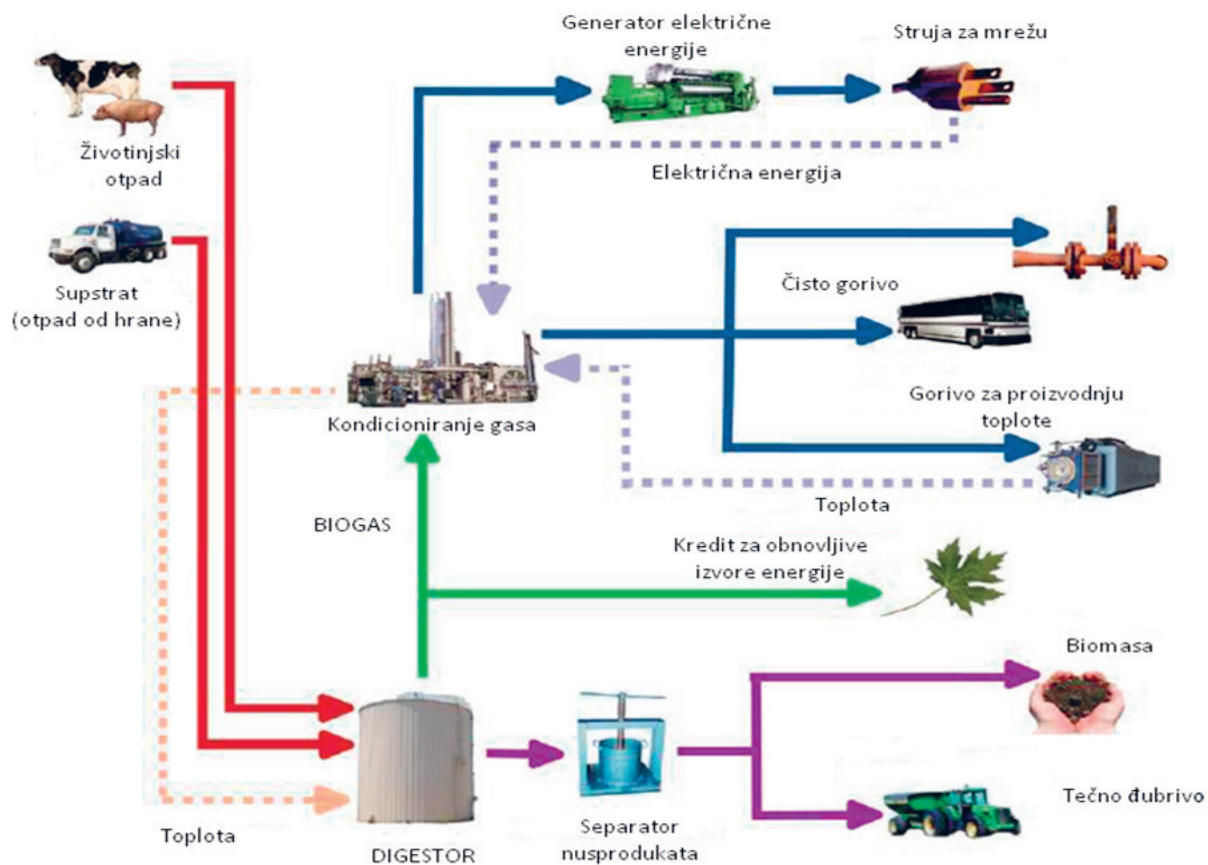 Generator električne
energije
Struja za mrežu
Životinjski
otpad
Električna energija
Supstrat
(otpad od hrane)
Čisto gorivo
Kondicioniranje gasa
Gorivo za proizvodnju
toplote
Toplota
BIOGAS
Kredit za obnovljive
izvore energije
Biomasa
Toplota
DIGESTOR
Separator
nusprodukata
Tečno đubrivo